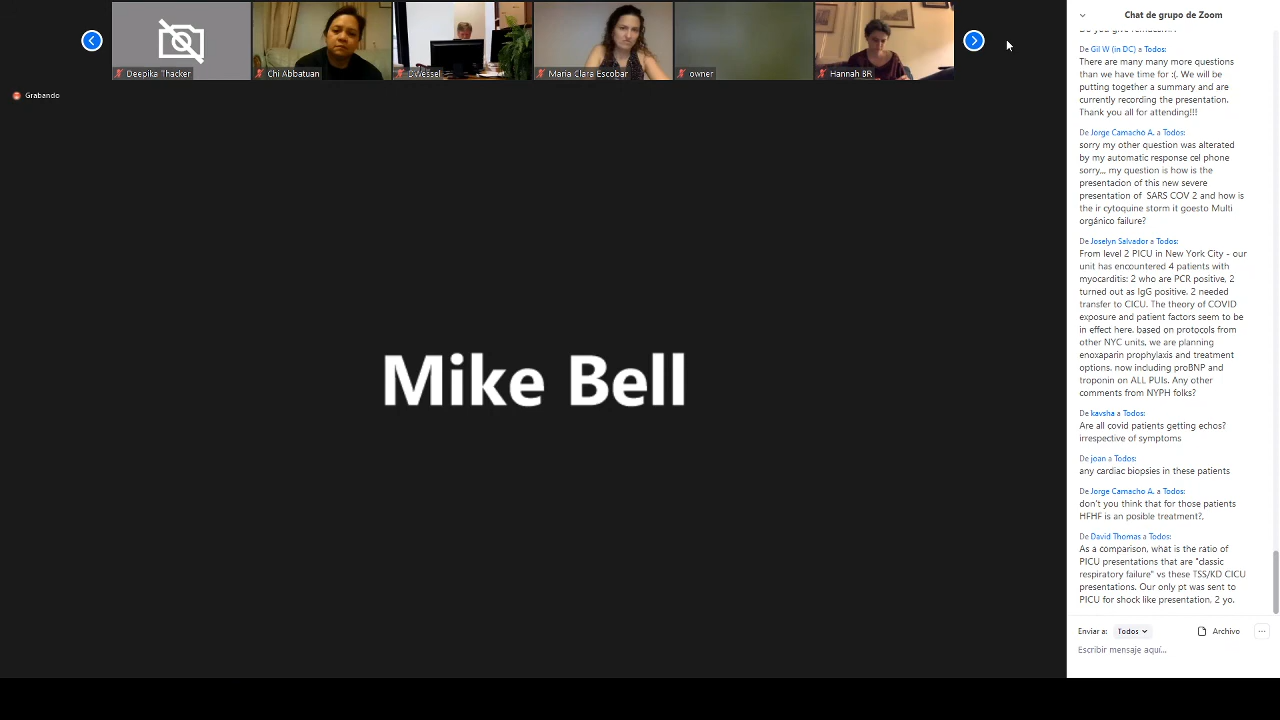 Deepika Thacker
Chi Abbatuan
DWessel
María Clara Escobar
owner
Hannah BR
Grabando
Mike Bell
Chat de grupo de Zoom
De Gil W (in DC) a Todos:
There are many many more questions
than we have time for :(. We will be
putting together a summary and are
currently recording the presentation.
Thank you all for attending!!!
De Jorge Camacho A. a Todos:
sorry my other question was alterated
by my automatic response cel phone
sorry,,, my question is how is the
presentacion of this new severe
presentation of SARS COV 2 and how is
the ir cytoquine storm it goesto Multi
orgánico failure?
De Joselyn Salvador a Todos:
From level 2 PICU in New York City - our
unit has encountered 4 patients with
myocarditis: 2 who are PCR positive, 2
turned out as IgG positive, 2 needed
transfer to CICU. The theory of COVID
exposure and patient factors seem to be
in effect here. based on protocols from
other NYC units, we are planning
enoxaparin prophylaxis and treatment
options. now including proBNP and
troponin on ALL PUIs. Any other
comments from NYPH folks?
De kavsha a Todos:
Are all covid patients getting echos?
irrespective of symptoms
De joan a Todos:
any cardiac biopsies in these patients
De Jorge Camacho A. a Todos:
don't you think that for those patients
HFHF is an posible treatment?,
De David Thomas a Todos:
As a comparison, what is the ratio of
PICU presentations that are "classic
respiratory failure" vs these TSS/KD CICU
presentations. Our only pt was sent to
PICU for shock like presentation, 2 yo.
Enviar a: Todos
Archivo
Escribir mensaje aquí...